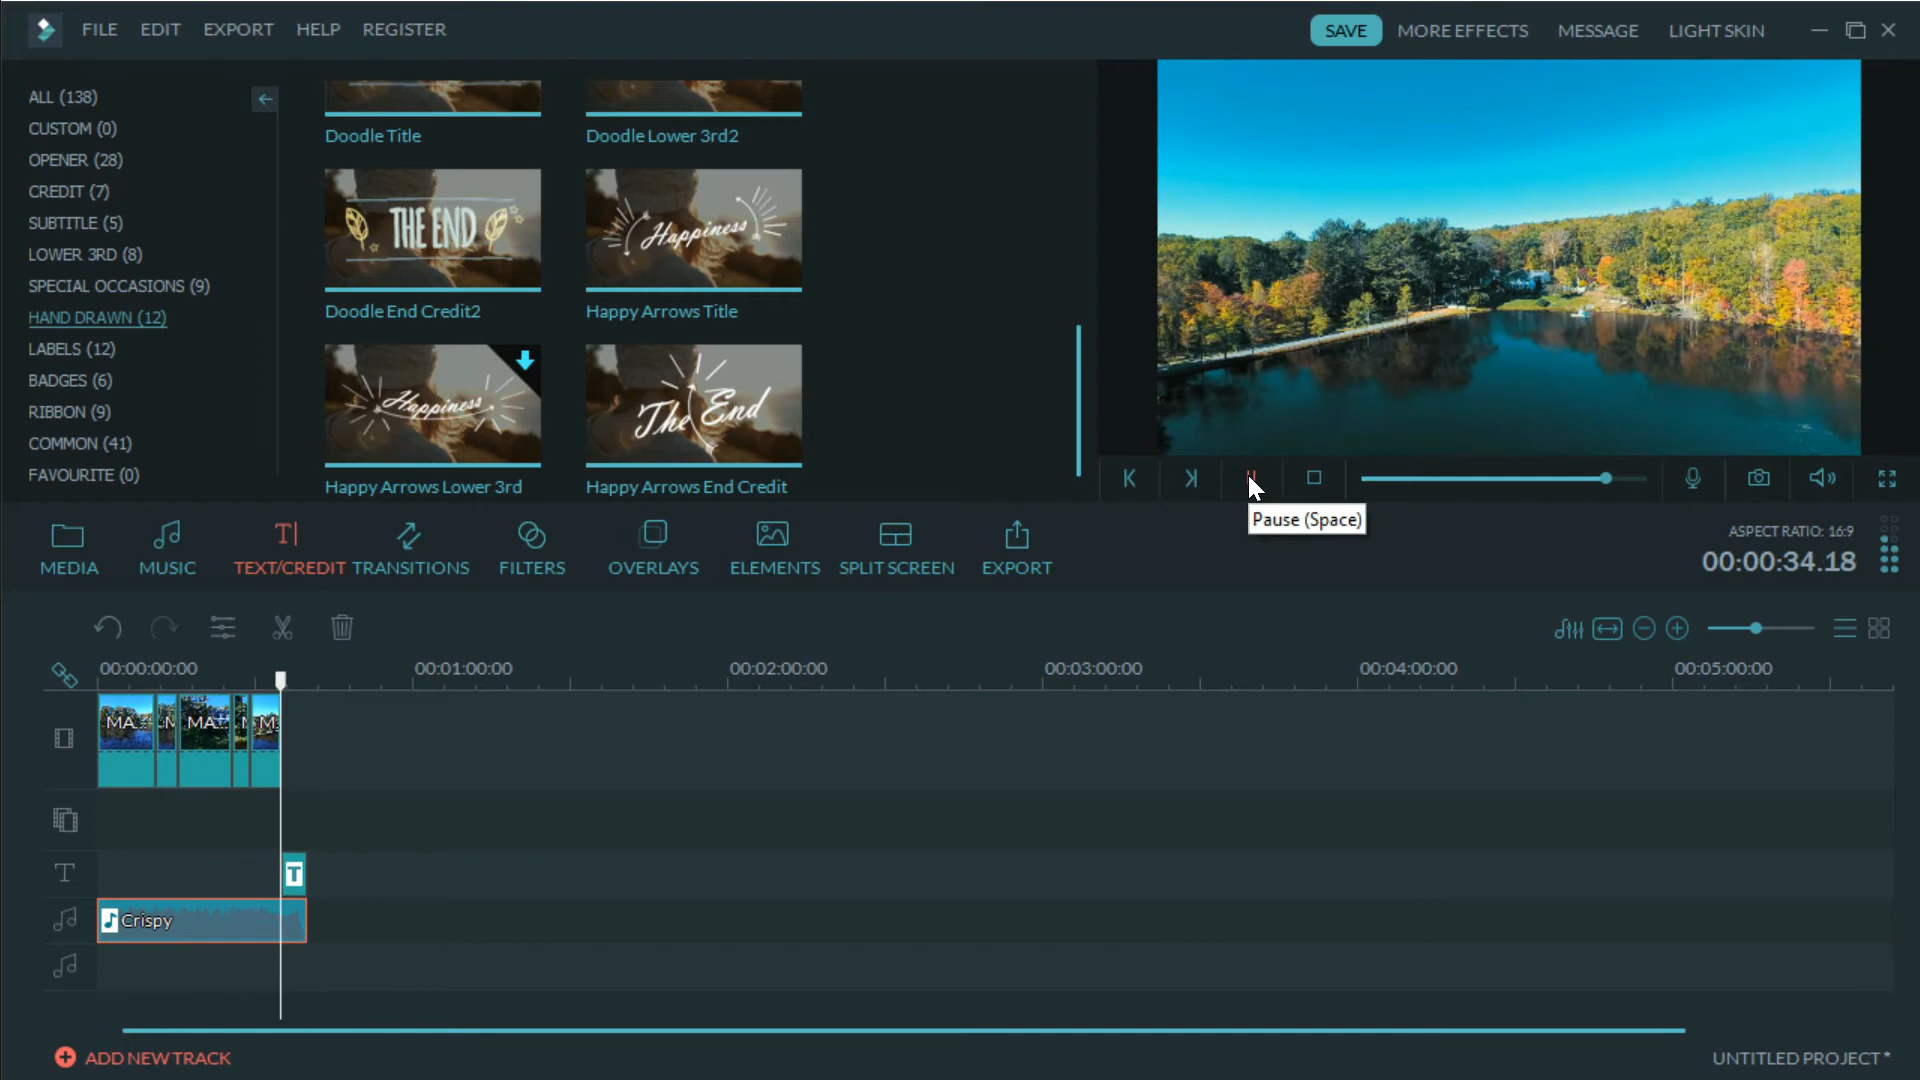 FILE EDIT EXPORT HELP REGISTER
SAVE MORE EFFECTS MESSAGE LIGHT SKIN
ALL (138)
CUSTOM (0)
OPENER (28)
CREDIT (7)
SUBTITLE (5)
LOWER 3RD (8)
SPECIAL OCCASIONS (9)
HAND DRAWN (12)
LABELS (12)
BADGES (6)
RIBBON (9)
COMMON (41)
FAVOURITE (0)
Doodle Title
Doodle Lower 3rd2
THE END
Happiness
Doodle End Credit2
Happy Arrows Title
Happiness
The End
Happy Arrows Lower 3rd
Happy Arrows End Credit
Pause (Space)
MEDIA MUSIC TEXT/CREDIT TRANSITIONS FILTERS OVERLAYS ELEMENTS SPLIT SCREEN EXPORT
ASPECT RATIO: 16:9
00:00:34.18
00:00:00:00 00:01:00:00 00:02:00:00 00:03:00:00 00:04:00:00 00:05:00:00
MA... M MA... M
T
T
Crispy
ADD NEW TRACK
UNTITLED PROJECT *